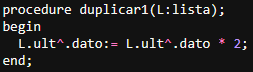 procedure duplicar1(L:lista);
begin
  L.ult^.dato:= L.ult^.dato * 2;
end;